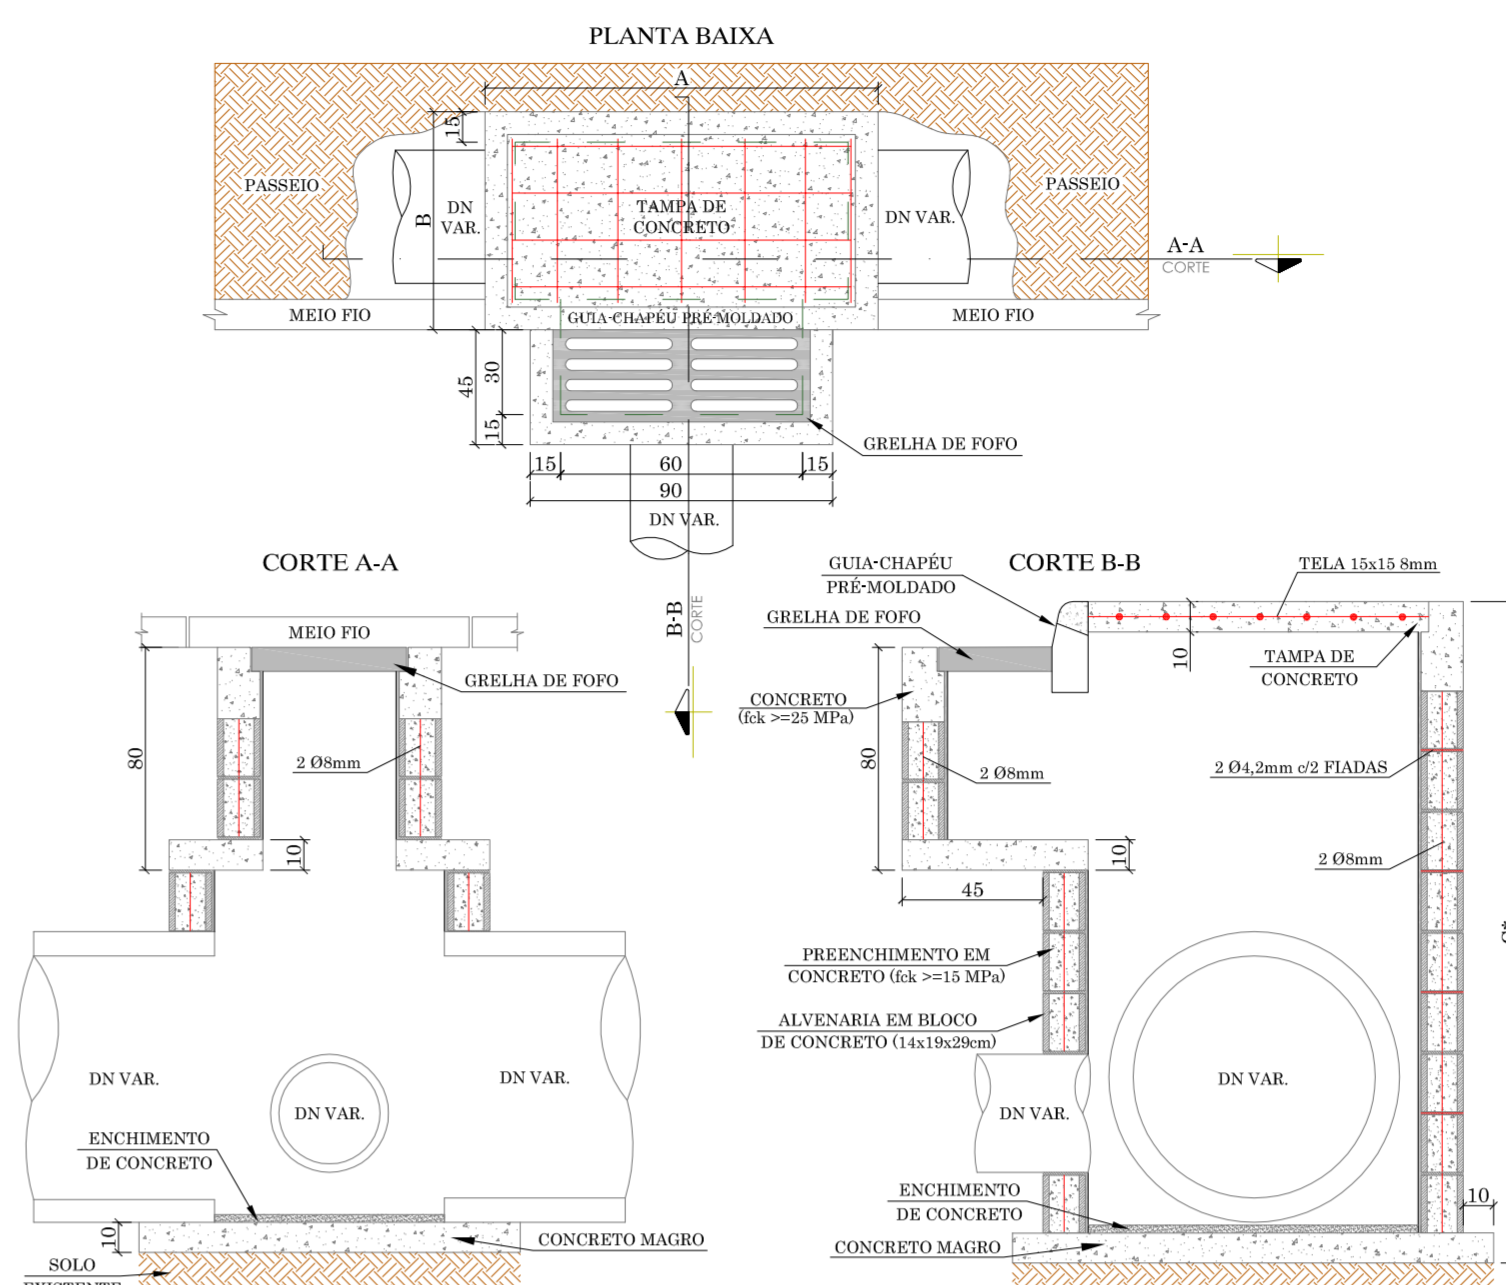 PLANTA BAIXA
A
15
PASSEIO
B
DN
VAR.
TAMPA DE
CONCRETO
DN VAR.
PASSEIO
A-A
CORTE
MEIO FIO
GUIA-CHAPÉU PRÉ-MOLDADO
MEIO FIO
45
30
15
GRELHA DE FOFO
15
60
15
90
DN VAR.
B-B
CORTE
CORTE A-A
MEIO FIO
GRELHA DE FOFO
80
2 Ø8mm
10
DN VAR.
DN VAR.
DN VAR.
ENCHIMENTO
DE CONCRETO
10
CONCRETO MAGRO
SOLO
EXISTENTE
CORTE B-B
GUIA-CHAPÉU
PRÉ-MOLDADO
TELA 15x15 8mm
GRELHA DE FOFO
10
TAMPA DE
CONCRETO
CONCRETO
(fck >=25 MPa)
80
2 Ø8mm
2 Ø4,2mm c/2 FIADAS
10
2 Ø8mm
45
PREENCHIMENTO EM
CONCRETO (fck >=15 MPa)
ALVENARIA EM BLOCO
DE CONCRETO (14x19x29cm)
DN VAR.
DN VAR.
ENCHIMENTO
DE CONCRETO
10
CONCRETO MAGRO